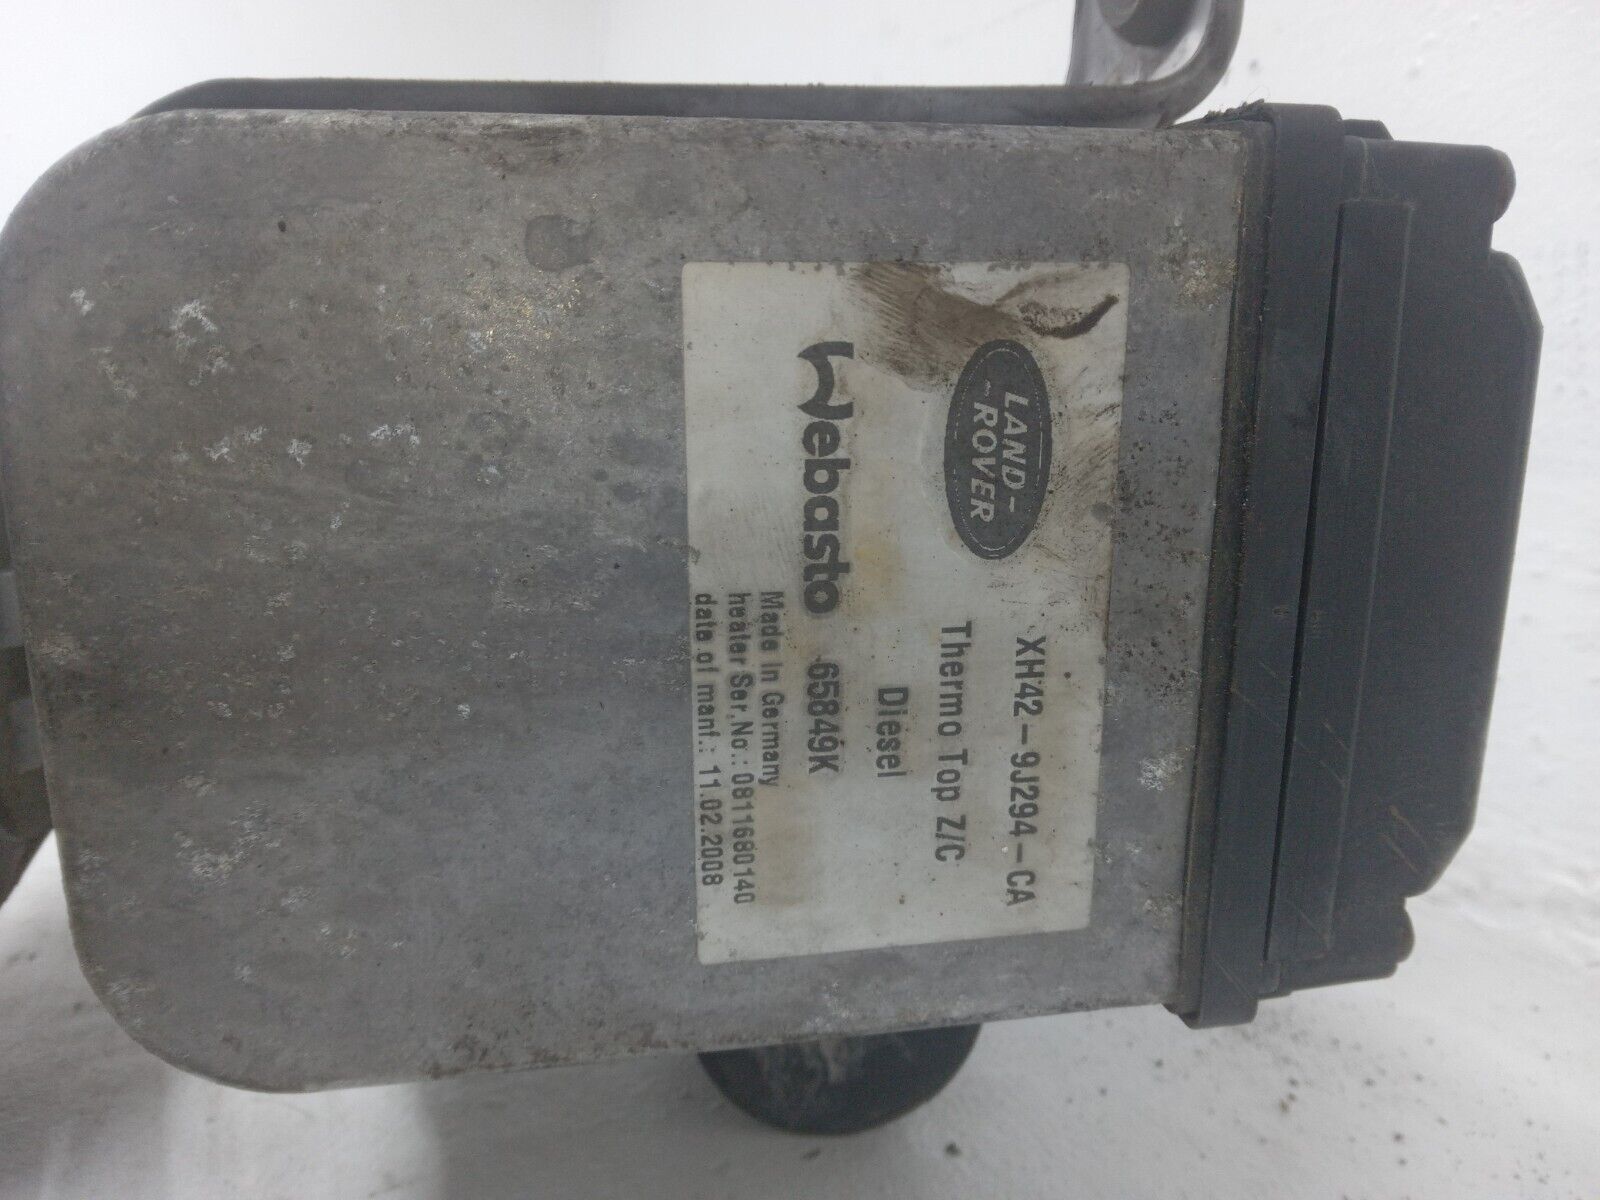 LAND-
-ROVER
XH42-9J294-CA
Thermo Top Z/C
Diesel
Webasto 65849K
Made in Germany
heater Ser.No.: 0811680140
date of manf.: 11.02.2008